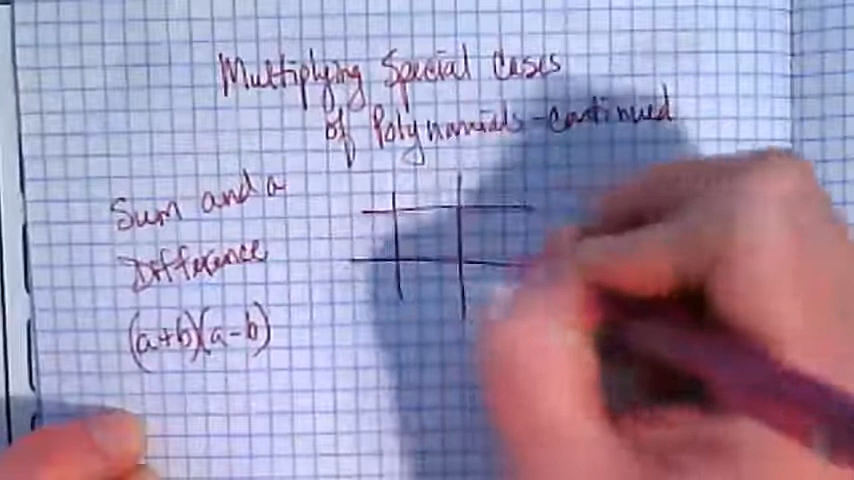 Multiplying Special Cases
of Polynomials - continued
Sum and a
Difference
(a+b)(a-b)